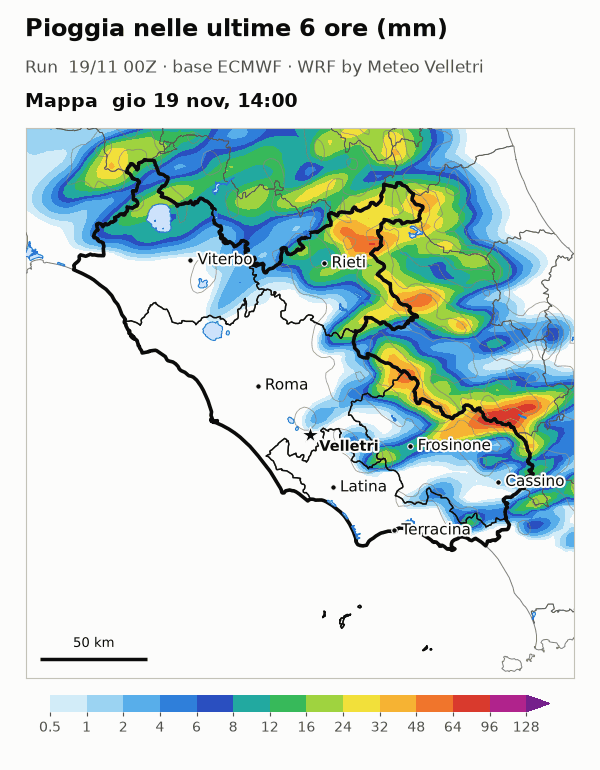 Pioggia nelle ultime 6 ore (mm)
Run  19/11 00Z · base ECMWF · WRF by Meteo Velletri
Mappa  gio 19 nov, 14:00
Viterbo
Rieti
Roma
Velletri
Frosinone
Cassino
Latina
Terracina
50 km
0.5 1 2 4 6 8 12 16 24 32 48 64 96 128